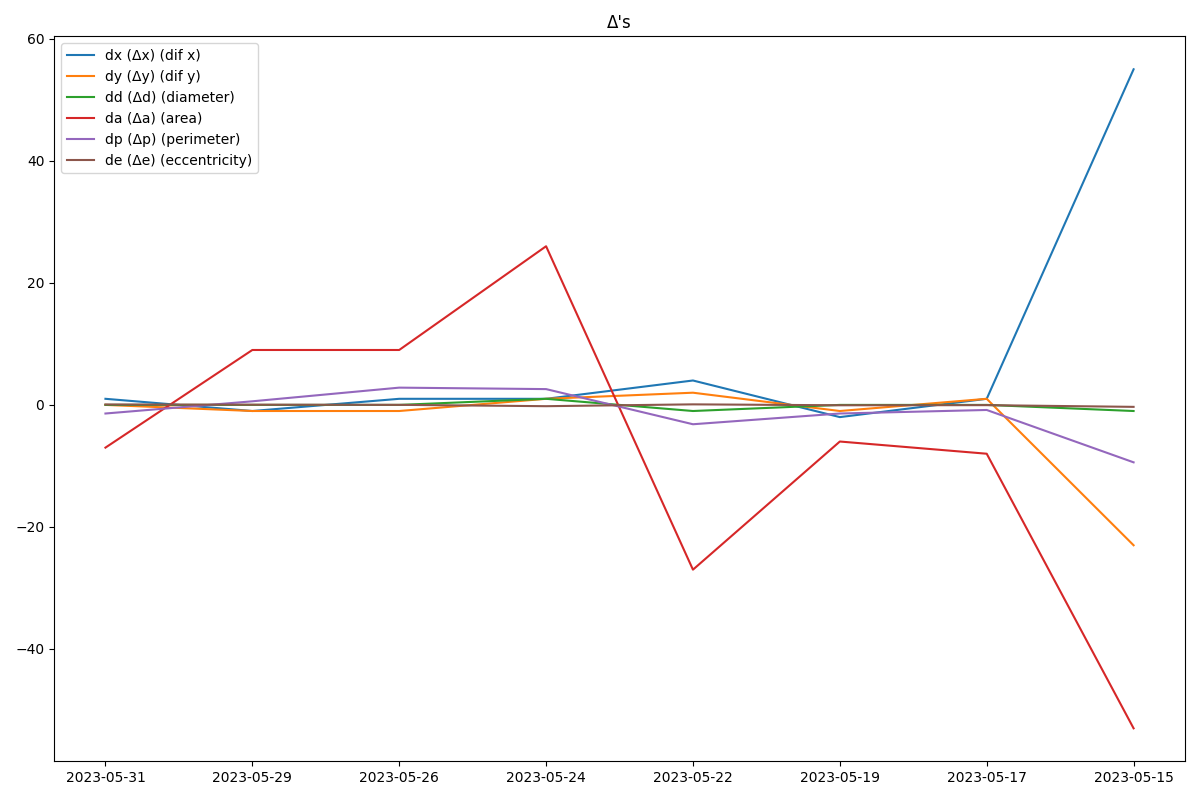 Δ's
60
40
20
0
−20
−40
dx (Δx) (dif x)
dy (Δy) (dif y)
dd (Δd) (diameter)
da (Δa) (area)
dp (Δp) (perimeter)
de (Δe) (eccentricity)
2023-05-31 2023-05-29 2023-05-26 2023-05-24 2023-05-22 2023-05-19 2023-05-17 2023-05-15